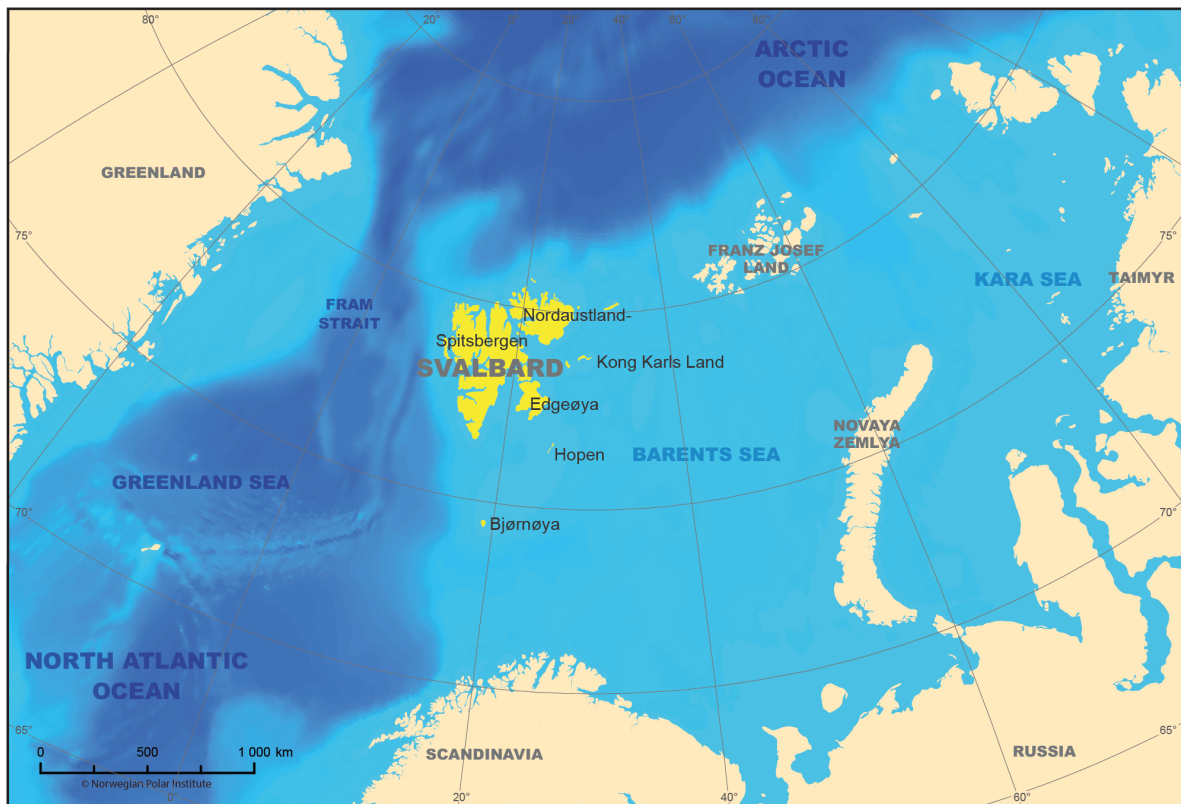 80°
20°
0°
20°
40°
60°
80°
ARCTIC
OCEAN
GREENLAND
75°
75°
FRANZ JOSEF
LAND
KARA SEA
TAIMYR
FRAM
STRAIT
Nordaustland-
Spitsbergen
SVALBARD
Kong Karls Land
Edgeøya
NOVAYA
ZEMLYA
Hopen
BARENTS SEA
GREENLAND SEA
70°
70°
Bjørnøya
NORTH ATLANTIC
OCEAN
65°
65°
0
500
1 000 km
SCANDINAVIA
RUSSIA
© Norwegian Polar Institute
0°
20°
40°
60°